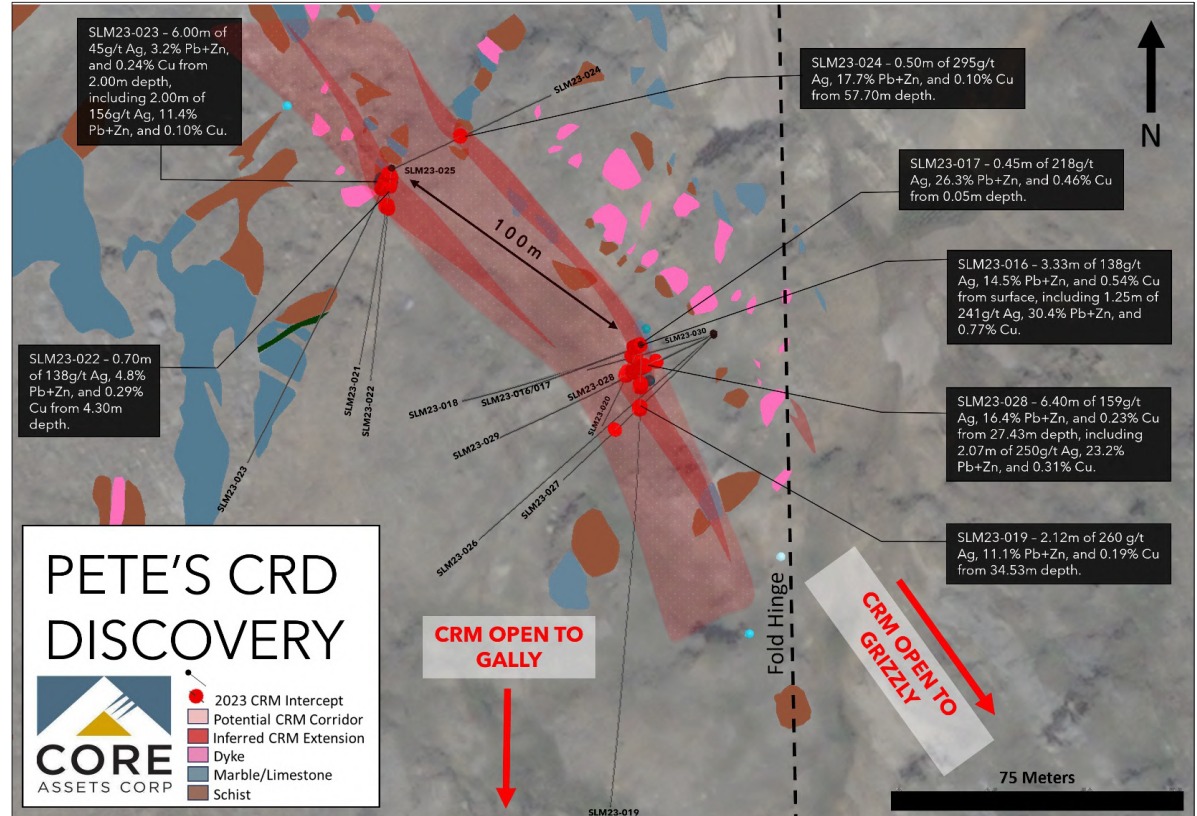 SLM23-023 – 6.00m of
45g/t Ag, 3.2% Pb+Zn,
and 0.24% Cu from
2.00m depth,
including 2.00m of
156g/t Ag, 11.4%
Pb+Zn, and 0.10% Cu.
SLM23-024 – 0.50m of 295g/t
Ag, 17.7% Pb+Zn, and 0.10% Cu
from 57.70m depth.
N
SLM23-017 – 0.45m of 218g/t
Ag, 26.3% Pb+Zn, and 0.46% Cu
from 0.05m depth.
SLM23-016 – 3.33m of 138g/t
Ag, 14.5% Pb+Zn, and 0.54% Cu
from surface, including 1.25m of
241g/t Ag, 30.4% Pb+Zn, and
0.77% Cu.
SLM23-022 – 0.70m
of 138g/t Ag, 4.8%
Pb+Zn, and 0.29%
Cu from 4.30m
depth.
SLM23-028 – 6.40m of 159g/t
Ag, 16.4% Pb+Zn, and 0.23% Cu
from 27.43m depth, including
2.07m of 250g/t Ag, 23.2%
Pb+Zn, and 0.31% Cu.
SLM23-019 – 2.12m of 260 g/t
Ag, 11.1% Pb+Zn, and 0.19% Cu
from 34.53m depth.
SLM23-024
SLM23-025
100m
SLM23-030
SLM23-021
SLM23-022
SLM23-018
SLM23-016/017
SLM23-028
SLM23-020
SLM23-029
SLM23-023
SLM23-027
SLM23-026
SLM23-019
Fold Hinge
CRM OPEN TO
GALLY
CRM OPEN TO
GRIZZLY
75 Meters
PETE'S CRD
DISCOVERY
CORE
ASSETS CORP
2023 CRM Intercept
Potential CRM Corridor
Inferred CRM Extension
Dyke
Marble/Limestone
Schist